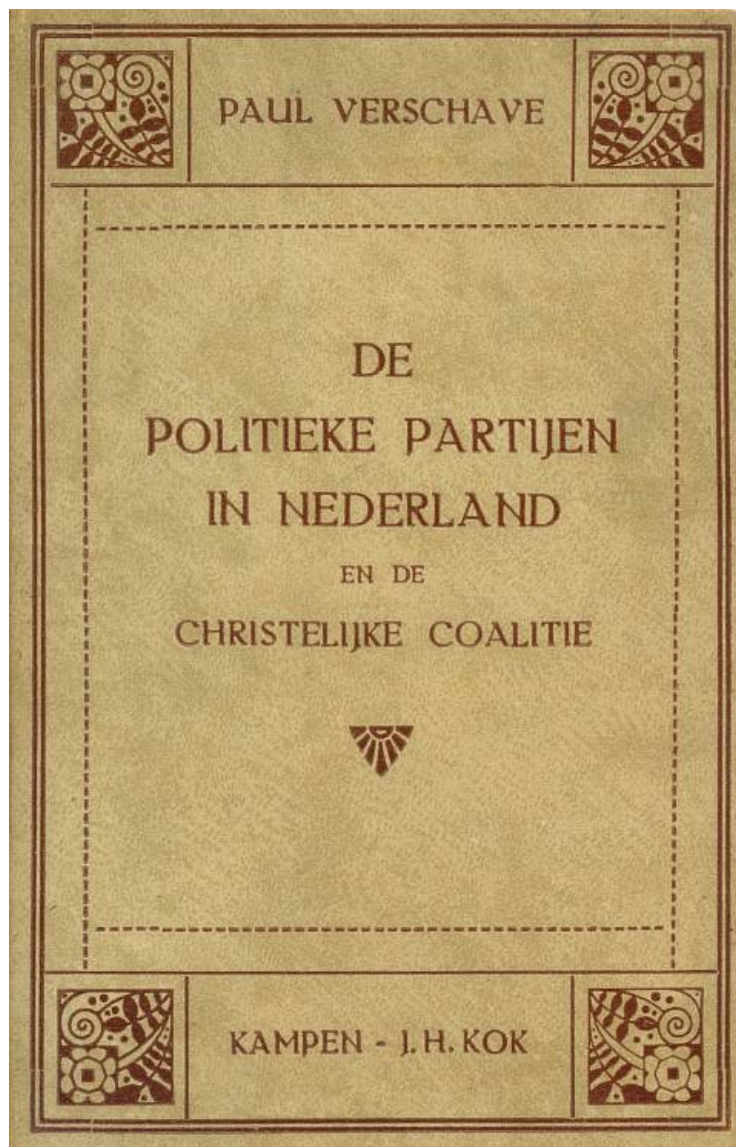 PAUL VERSCHAVE
DE
POLITIEKE PARTIJEN
IN NEDERLAND
EN DE
CHRISTELIJKE COALITIE
KAMPEN - J. H. KOK